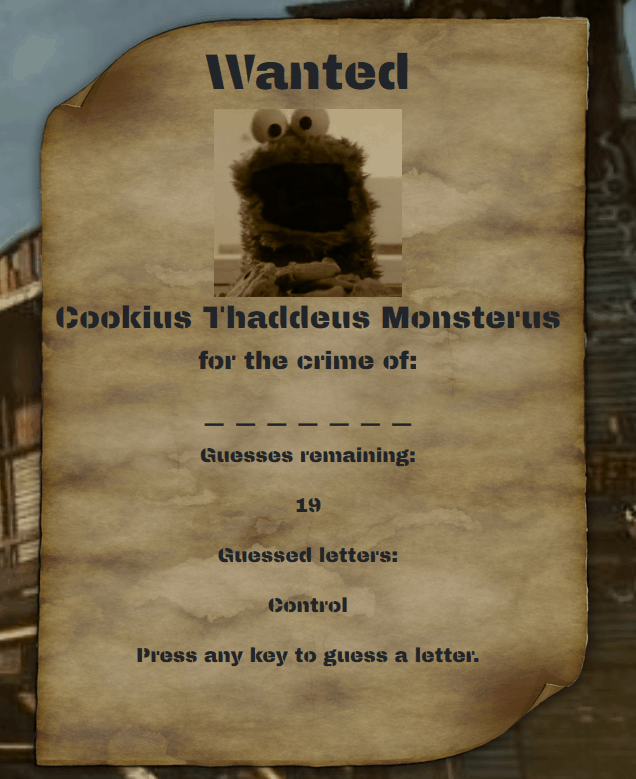 Wanted
Cookius Thaddeus Monsterus
for the crime of:
_ _ _ _ _ _ _
Guesses remaining:
19
Guessed letters:
Control
Press any key to guess a letter.